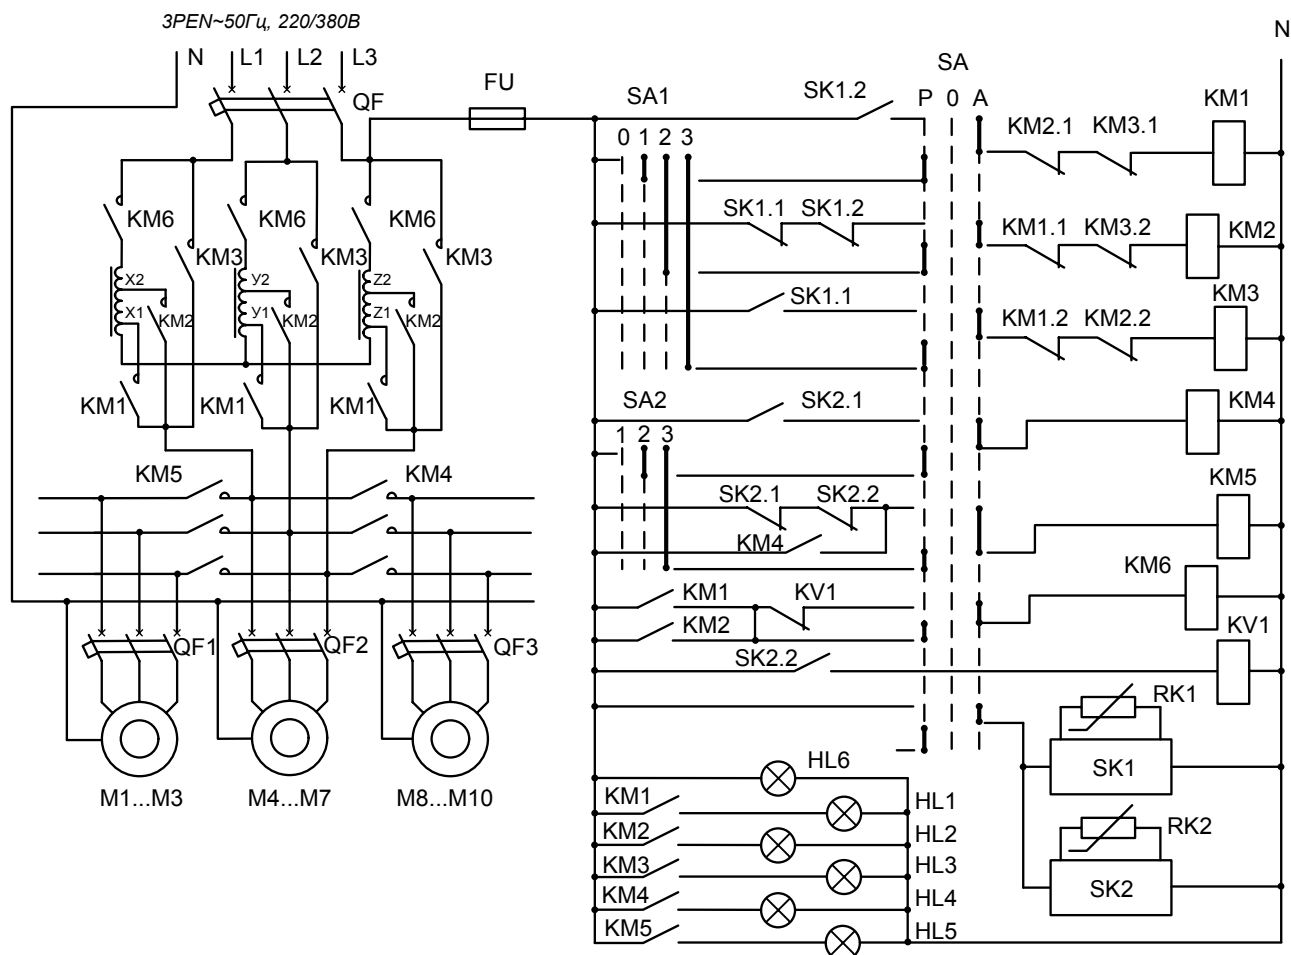 3PEN~50Гц, 220/380В
N L1 L2 L3
QF
FU
SA1
SK1.2
SA
P 0 A
N
KM1
KM2.1 KM3.1
0 1 2 3
KM6 KM6 KM6
SK1.1 SK1.2
KM1.1 KM3.2
KM2
KM3 KM3 KM3
X2 У2 Z2
X1 У1 Z1
KM2 KM2 KM2
SK1.1
KM1.2 KM2.2
KM3
KM1 KM1 KM1
SA2
SK2.1
KM4
1 2 3
KM5 KM4
SK2.1 SK2.2
KM5
KM4
KM6
KM1 KV1
KM2
KV1
QF1 QF2 QF3
SK2.2
RK1
SK1
HL6
M1...M3 M4...M7 M8...M10
KM1 HL1
KM2 HL2
RK2
KM3 HL3
KM4 HL4
SK2
KM5 HL5